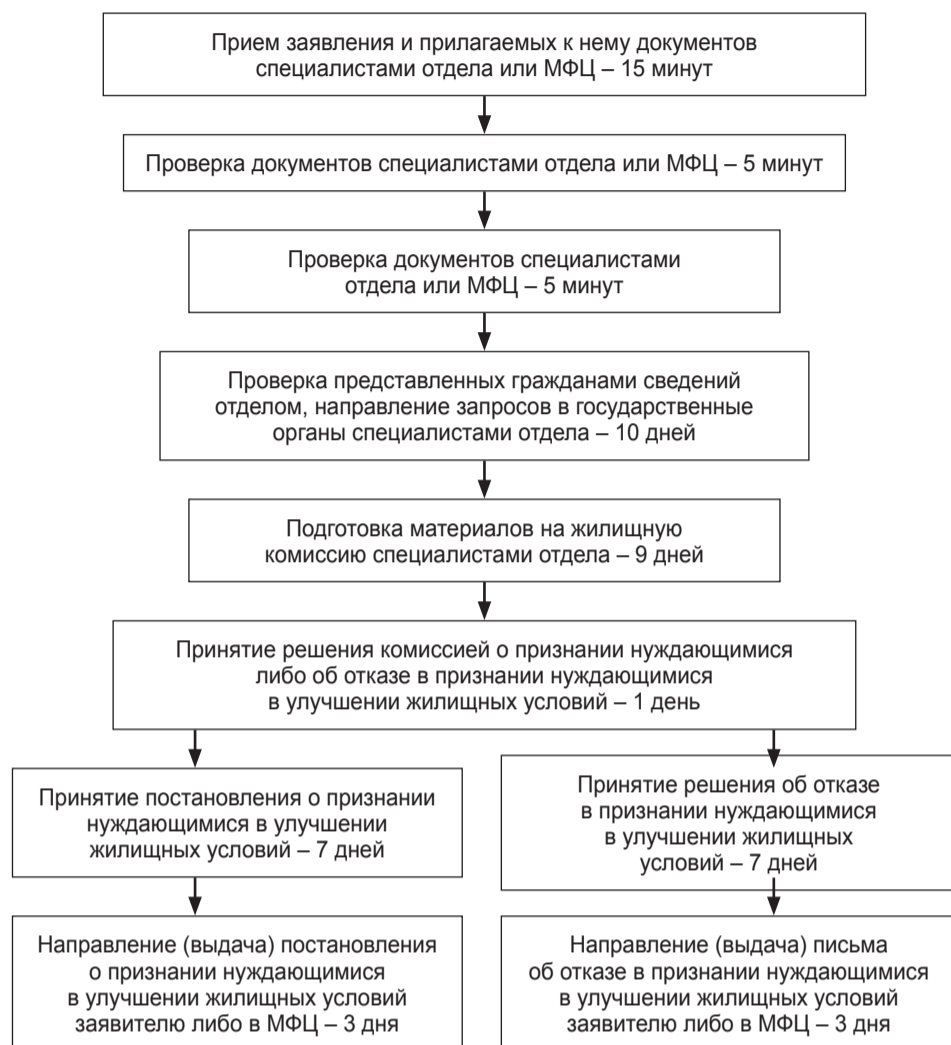 Прием заявления и прилагаемых к нему документов
специалистами отдела или МФЦ – 15 минут
Проверка документов специалистами отдела или МФЦ – 5 минут
Проверка документов специалистами
отдела или МФЦ – 5 минут
Проверка представленных гражданами сведений
отделом, направление запросов в государственные
органы специалистами отдела – 10 дней
Подготовка материалов на жилищную
комиссию специалистами отдела – 9 дней
Принятие решения комиссией о признании нуждающимися
либо об отказе в признании нуждающимися
в улучшении жилищных условий – 1 день
Принятие постановления о признании
нуждающимися в улучшении
жилищных условий – 7 дней
Принятие решения об отказе
в признании нуждающимися
в улучшении жилищных
условий – 7 дней
Направление (выдача) постановления
о признании нуждающимися
в улучшении жилищных условий
заявителю либо в МФЦ – 3 дня
Направление (выдача) письма
об отказе в признании нуждающимися
в улучшении жилищных условий
заявителю либо в МФЦ – 3 дня